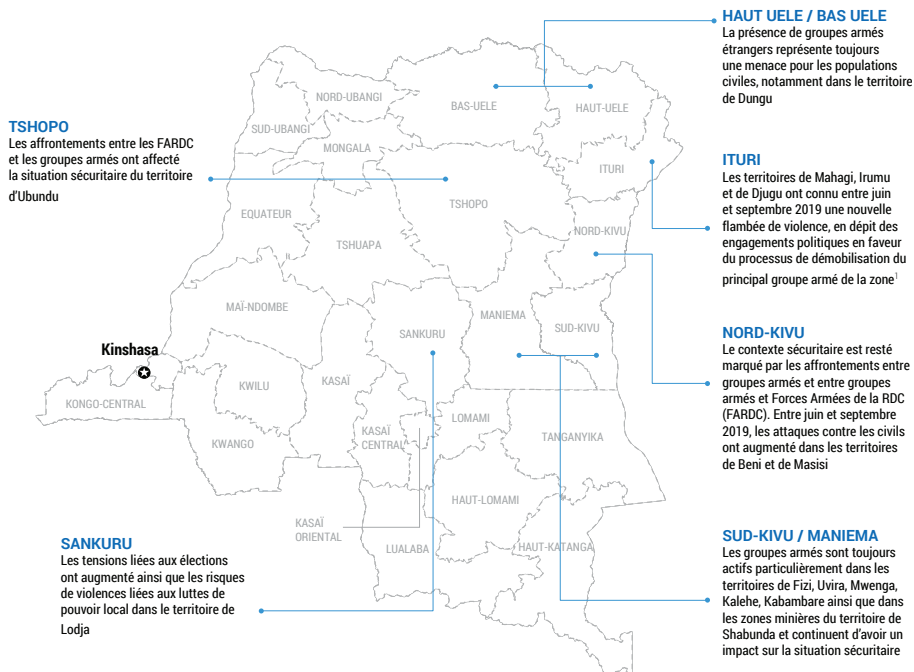 HAUT UELE / BAS UELE
La présence de groupes armés
étrangers représente toujours
une menace pour les populations
civiles, notamment dans le territoire
de Dungu
TSHOPO
Les affrontements entre les FARDC
et les groupes armés ont affecté
la situation sécuritaire du territoire
d'Ubundu
ITURI
Les territoires de Mahagi, Irumu
et de Djugu ont connu entre juin
et septembre 2019 une nouvelle
flambée de violence, en dépit des
engagements politiques en faveur
du processus de démobilisation du
principal groupe armé de la zone¹
NORD-KIVU
Le contexte sécuritaire est resté
marqué par les affrontements entre
groupes armés et entre groupes
armés et Forces Armées de la RDC
(FARDC). Entre juin et septembre
2019, les attaques contre les civils
ont augmenté dans les territoires
de Beni et de Masisi
SUD-KIVU / MANIEMA
Les groupes armés sont toujours
actifs particulièrement dans les
territoires de Fizi, Uvira, Mwenga,
Kalehe, Kabambare ainsi que dans
les zones minières du territoire de
Shabunda et continuent d'avoir un
impact sur la situation sécuritaire
SANKURU
Les tensions liées aux élections
ont augmenté ainsi que les risques
de violences liées aux luttes de
pouvoir local dans le territoire de
Lodja
NORD-UBANGI
BAS-UELE
HAUT-UELE
SUD-UBANGI
MONGALA
ITURI
TSHOPO
EQUATEUR
NORD-KIVU
TSHUAPA
MAÏ-NDOMBE
MANIEMA
SANKURU
SUD-KIVU
Kinshasa
KWILU
KASAÏ
KONGO-CENTRAL
LOMAMI
KASAÏ
CENTRAL
TANGANYIKA
KWANGO
HAUT-LOMAMI
KASAÏ
ORIENTAL
LUALABA
HAUT-KATANGA